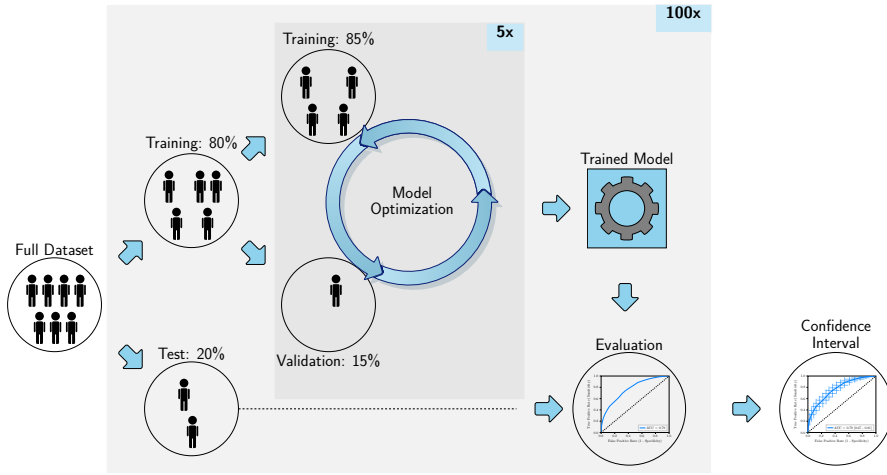 100x
5x
Training: 85%
Training: 80%
Model
Optimization
Trained Model
Full Dataset
Validation: 15%
Test: 20%
Evaluation
Confidence
Interval